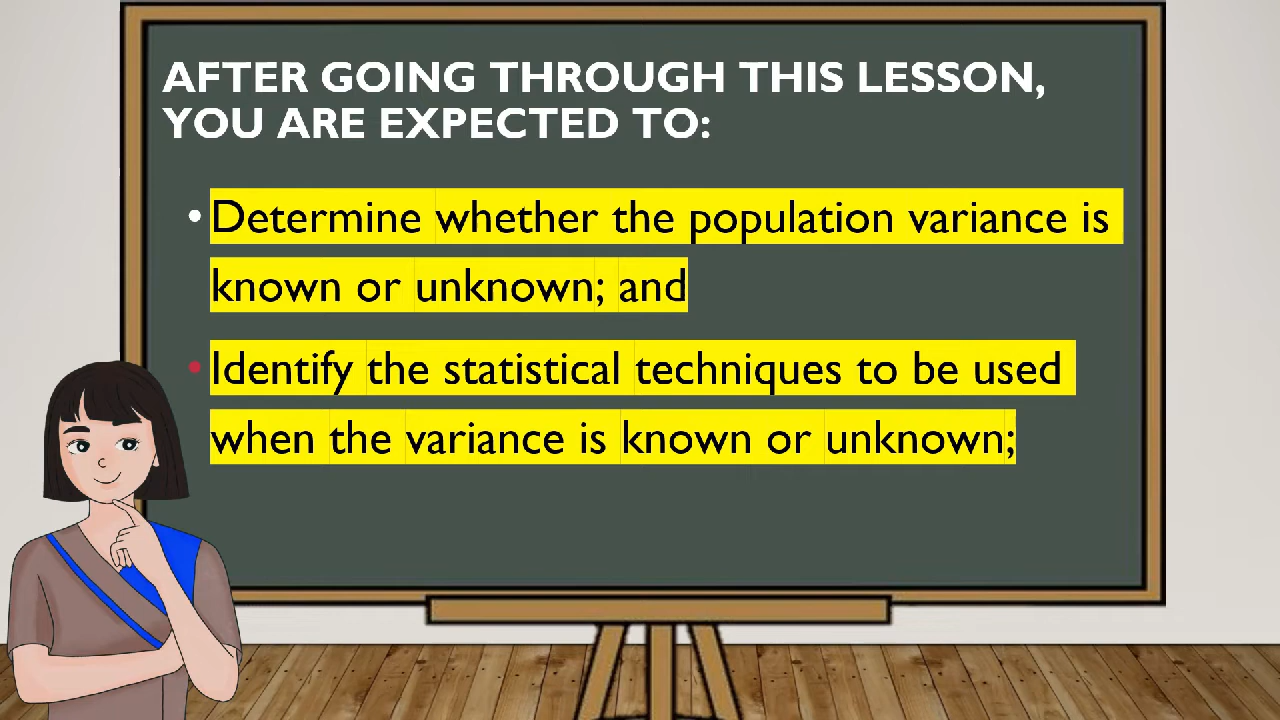 AFTER GOING THROUGH THIS LESSON,
YOU ARE EXPECTED TO:
• Determine whether the population variance is
known or unknown; and
• Identify the statistical techniques to be used
when the variance is known or unknown;